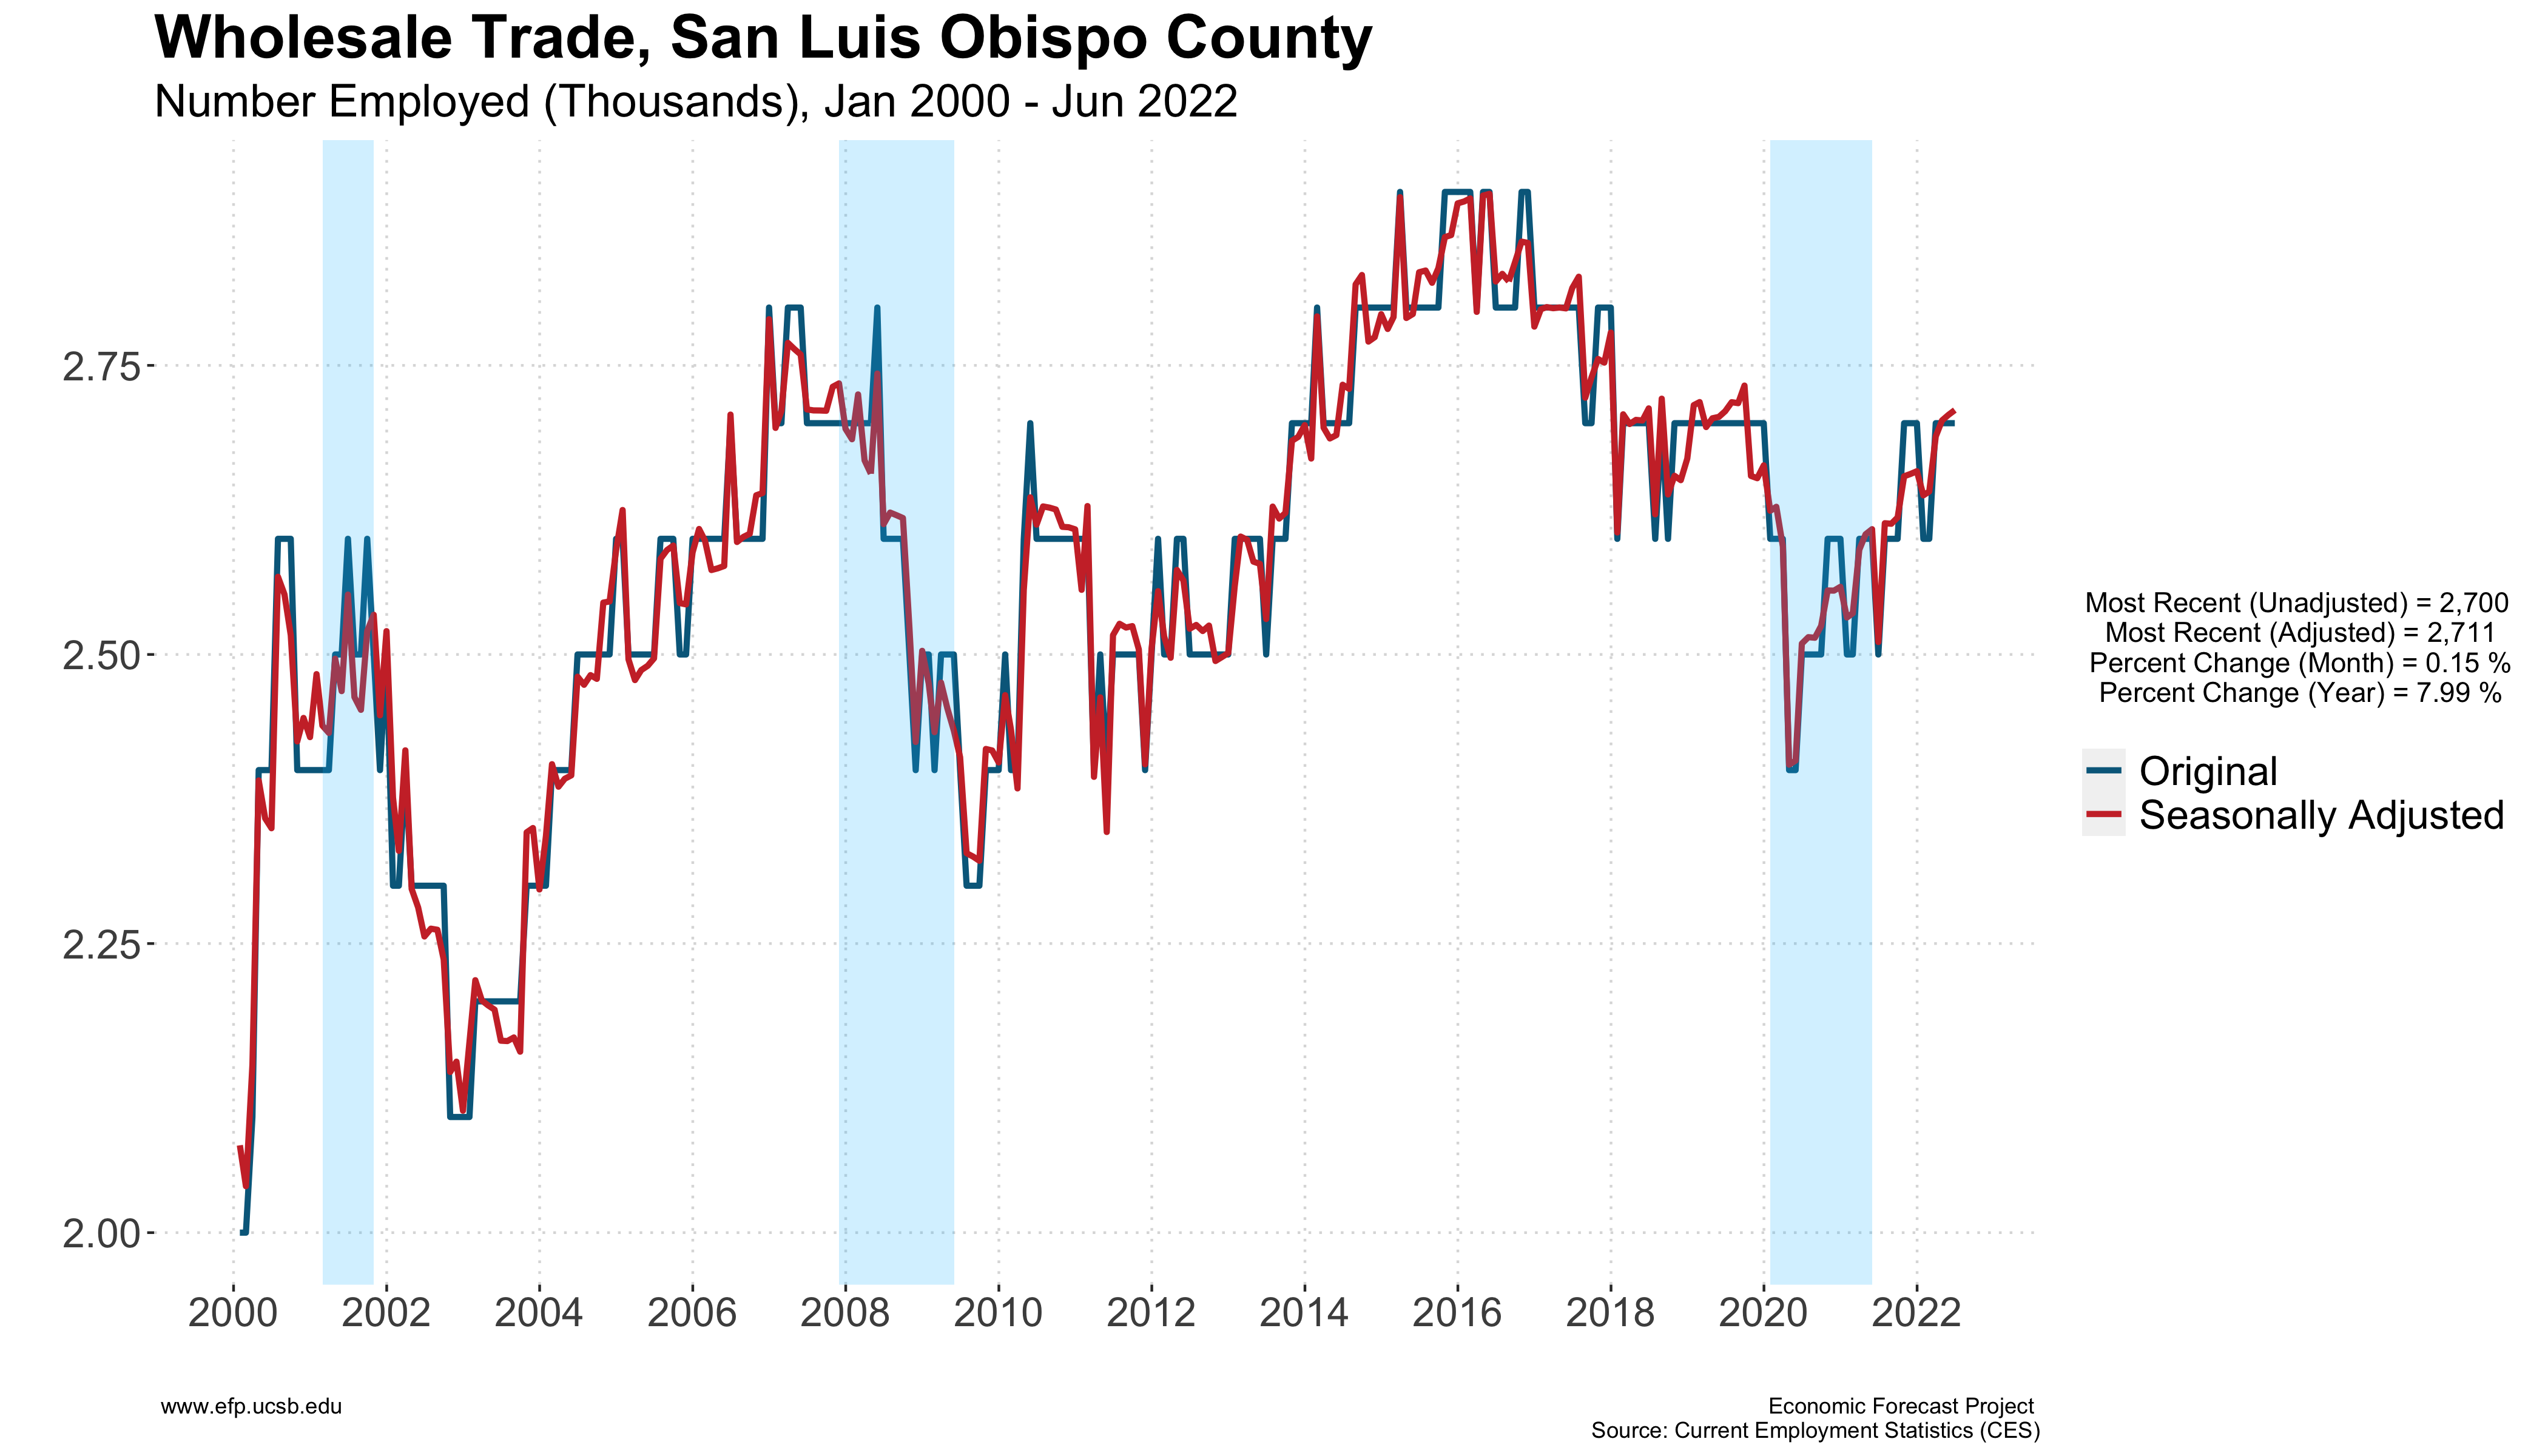 Wholesale Trade, San Luis Obispo County
Number Employed (Thousands), Jan 2000 - Jun 2022
2.75
2.50
2.25
2.00
2000 2002 2004 2006 2008 2010 2012 2014 2016 2018 2020 2022
Most Recent (Unadjusted) = 2,700
Most Recent (Adjusted) = 2,711
Percent Change (Month) = 0.15 %
Percent Change (Year) = 7.99 %
Original
Seasonally Adjusted
www.efp.ucsb.edu
Economic Forecast Project
Source: Current Employment Statistics (CES)